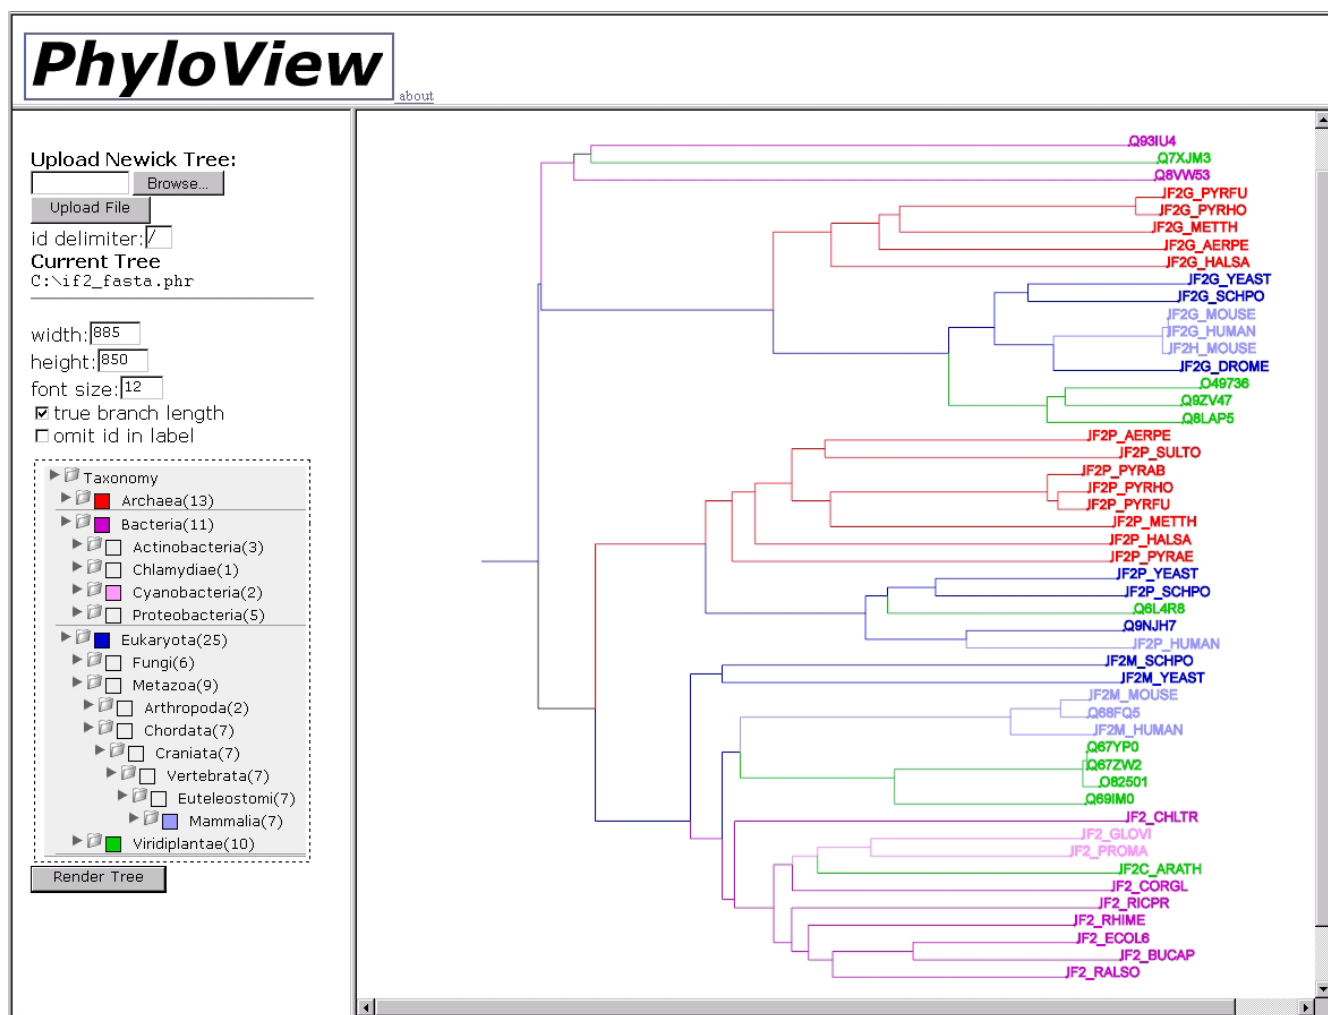 PhyloView
about
Upload Newick Tree:
Browse...
Upload File
id delimiter: /
Current Tree
C:\if2_fasta.phr
width: 885
height: 850
font size: 12
true branch length
omit id in label
Taxonomy
Archaea(13)
Bacteria(11)
Actinobacteria(3)
Chlamydiae(1)
Cyanobacteria(2)
Proteobacteria(5)
Eukaryota(25)
Fungi(6)
Metazoa(9)
Arthropoda(2)
Chordata(7)
Craniata(7)
Vertebrata(7)
Euteleostomi(7)
Mammalia(7)
Viridiplantae(10)
Render Tree
Q93IU4
Q7XJM3
Q8VW53
IF2G_PYRFU
IF2G_PYRHO
IF2G_METTH
IF2G_AERPE
IF2G_HALSA
IF2G_YEAST
IF2G_SCHPO
IF2G_MOUSE
IF2G_HUMAN
IF2H_MOUSE
IF2G_DROME
O49736
Q9ZV47
Q8LAP5
IF2P_AERPE
IF2P_SULTO
IF2P_PYRAB
IF2P_PYRHO
IF2P_PYRFU
IF2P_METTH
IF2P_HALSA
IF2P_PYRAE
IF2P_YEAST
IF2P_SCHPO
Q6L4R8
Q9NJH7
IF2P_HUMAN
IF2M_SCHPO
IF2M_YEAST
IF2M_MOUSE
Q68FQ5
IF2M_HUMAN
Q67YP0
Q67ZW2
O82501
Q69IM0
IF2_CHLTR
IF2_GLOVI
IF2_PROMA
IF2C_ARATH
IF2_CORGL
IF2_RICPR
IF2_RHIME
IF2_ECOL6
IF2_BUCAP
IF2_RALSO